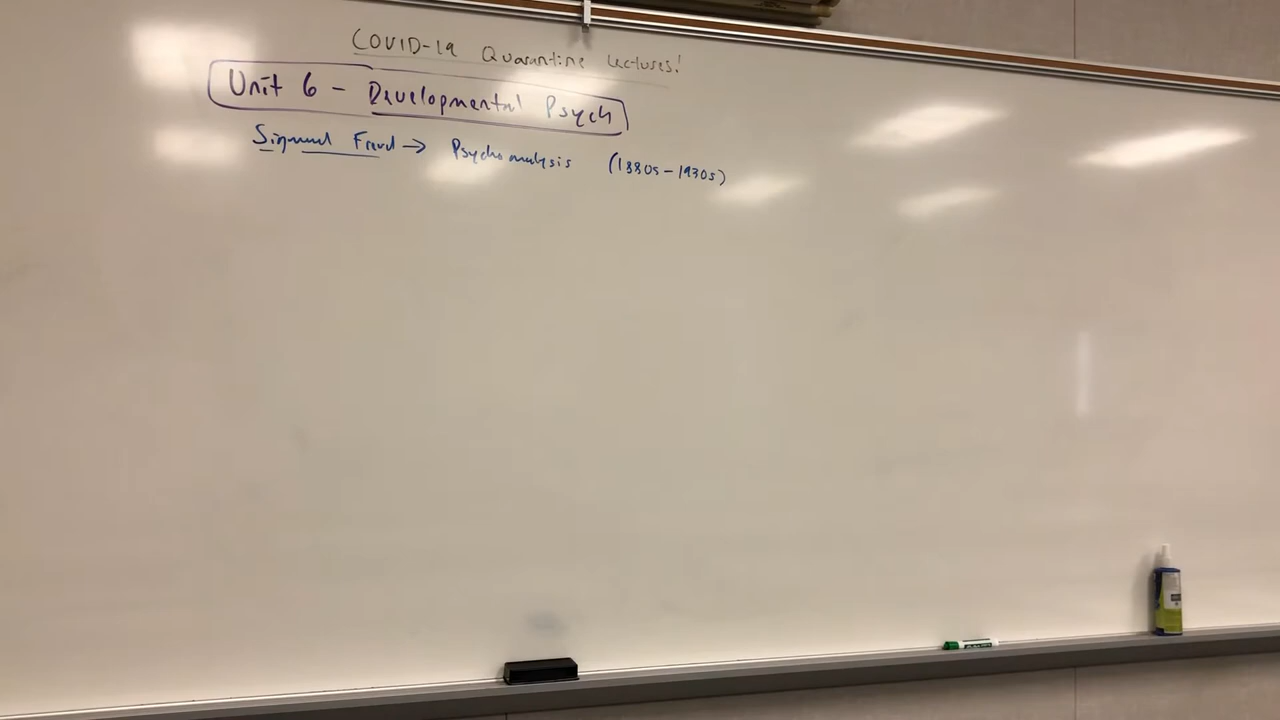 COVID-19 Quarantine Lectures!
Unit 6 - Developmental Psych
Sigmund Freud → Psychoanalysis (1880s-1930s)